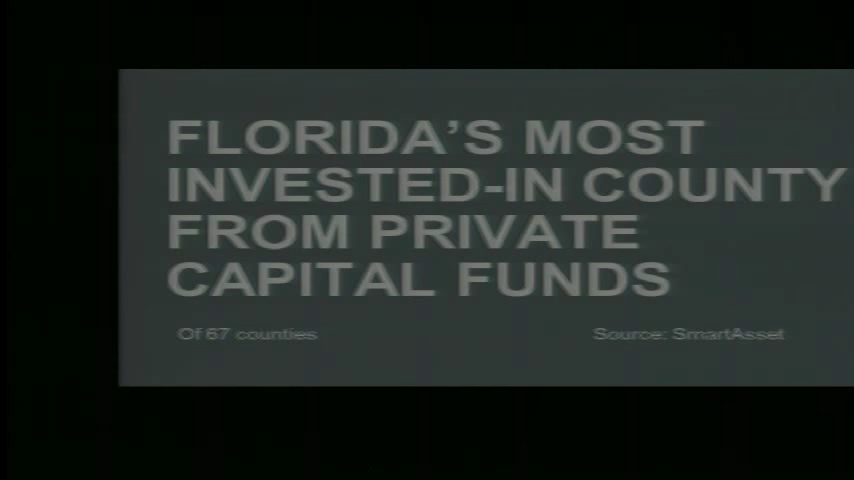 FLORIDA'S MOST
INVESTED-IN COUNTY
FROM PRIVATE
CAPITAL FUNDS
Of 67 counties
Source: SmartAsset